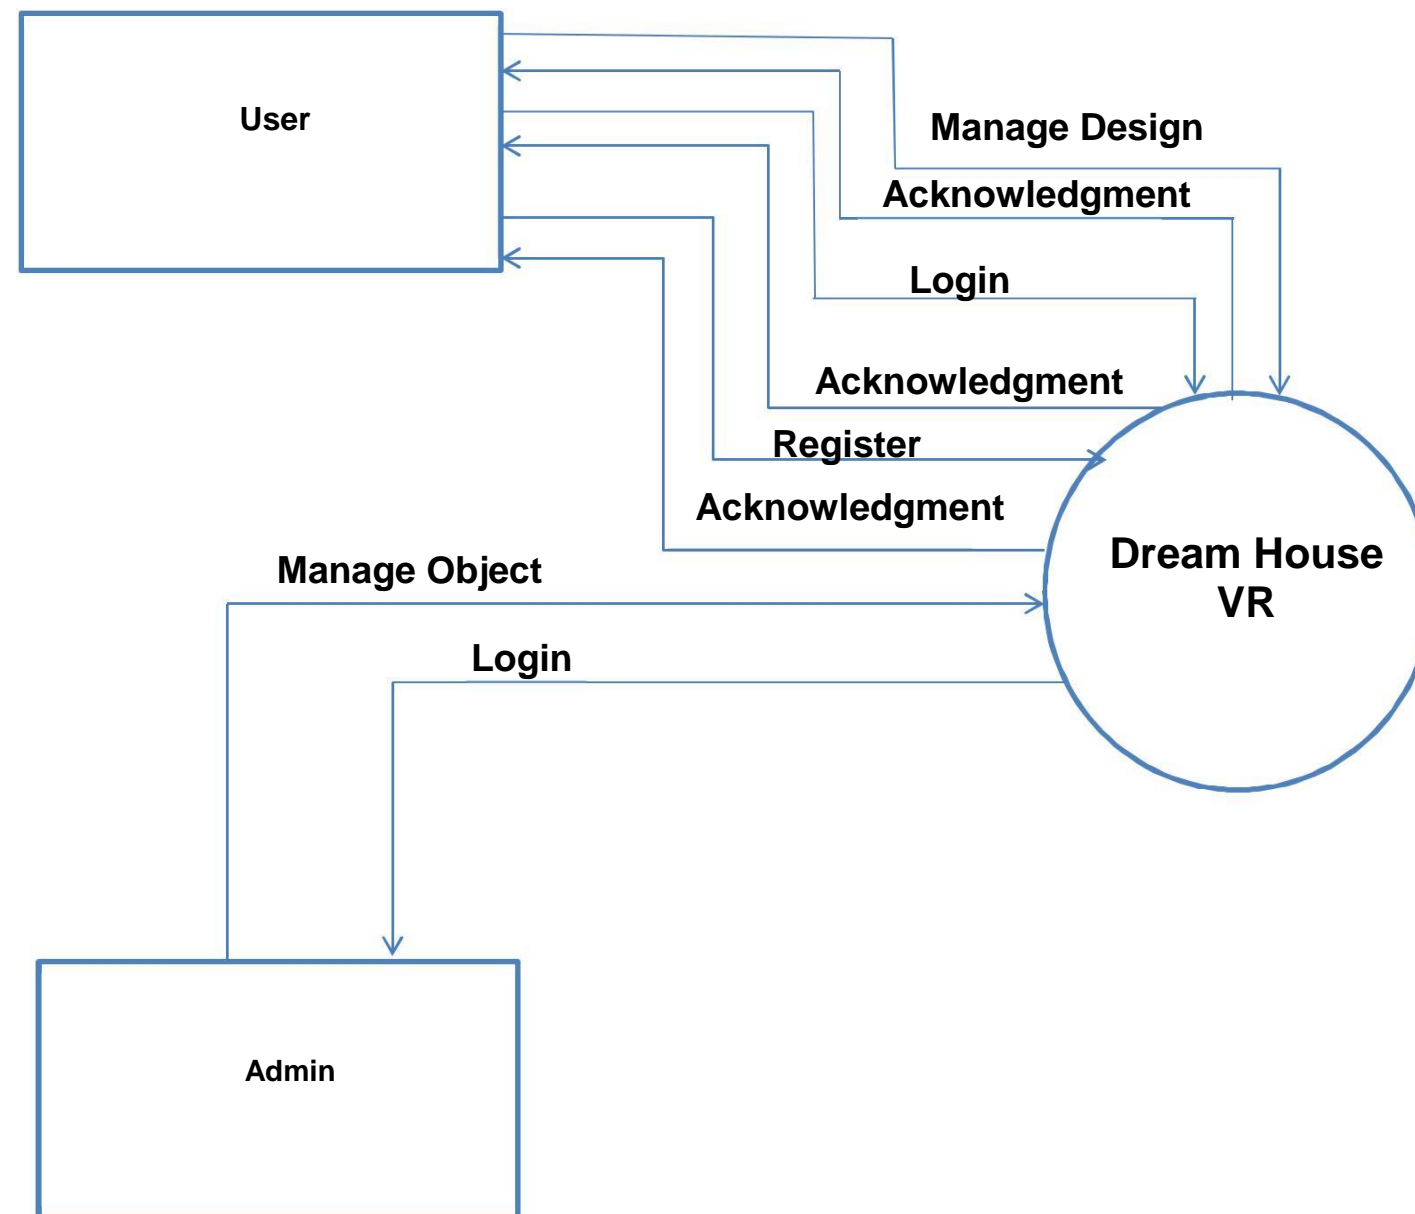 User
Manage Design
Acknowledgment
Login
Acknowledgment
Register
Acknowledgment
Dream House
VR
Manage Object
Login
Admin